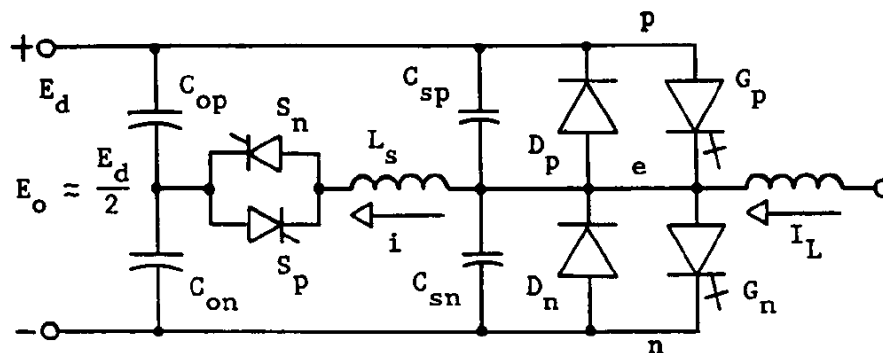 p
+
E_d
C_op
S_n
C_sp
G_p
L_s
D_p
e
E_o ≈ E_d/2
i
I_L
S_p
C_on
C_sn
D_n
G_n
-
n